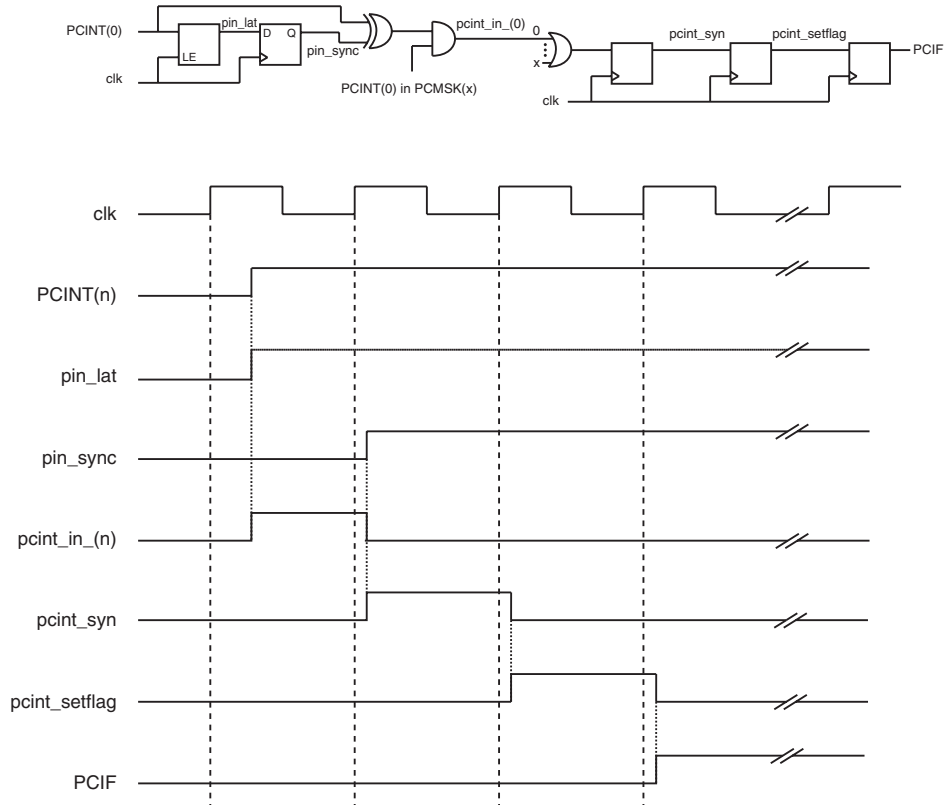 PCINT(0)
LE
pin_lat
D Q
pin_sync
clk
PCINT(0) in PCMSK(x)
pcint_in_(0)
0
x
clk
pcint_syn
pcint_setflag
PCIF
clk
PCINT(n)
pin_lat
pin_sync
pcint_in_(n)
pcint_syn
pcint_setflag
PCIF